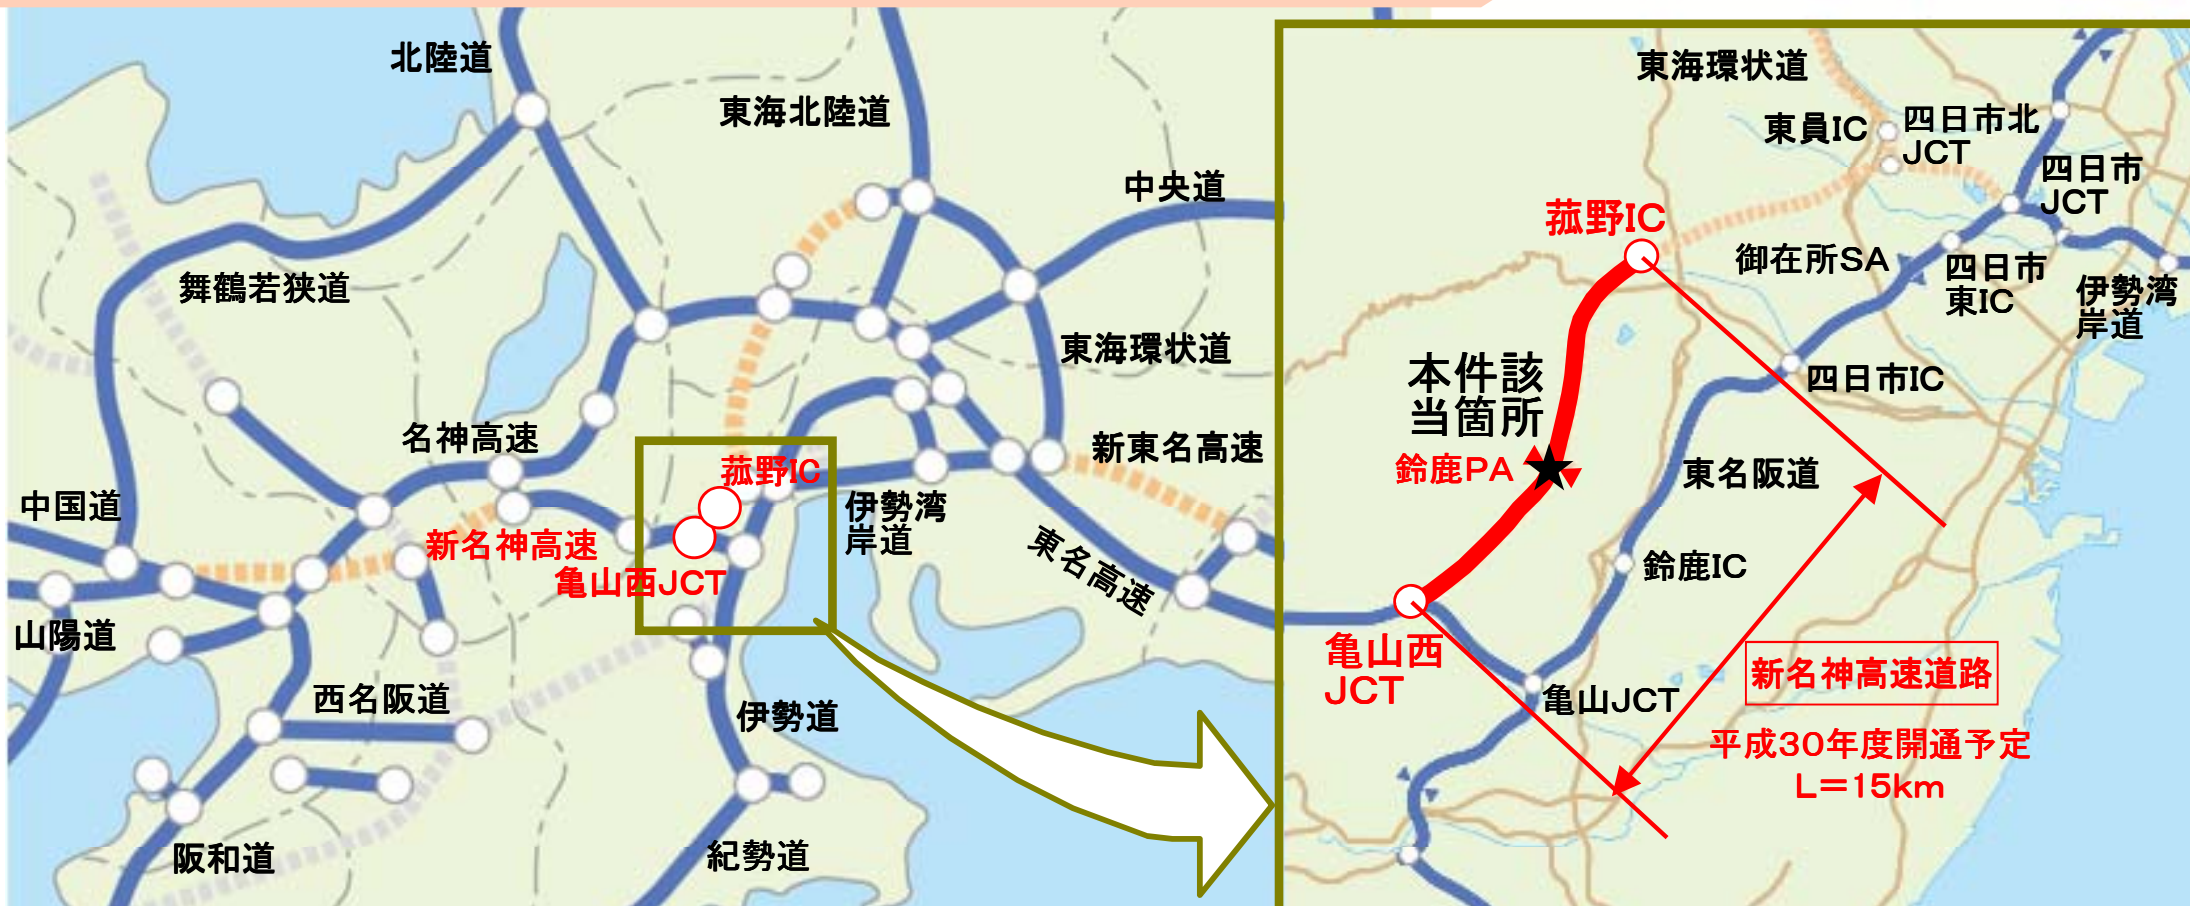 北陸道
東海北陸道
中央道
舞鶴若狭道
東海環状道
名神高速
新東名高速
菰野IC
中国道
伊勢湾
岸道
新名神高速
亀山西JCT
東名高速
山陽道
西名阪道
伊勢道
阪和道
紀勢道
東海環状道
東員IC
四日市北
JCT
四日市
JCT
菰野IC
御在所SA
四日市
東IC
伊勢湾
岸道
本件該
当箇所
四日市IC
鈴鹿PA
東名阪道
鈴鹿IC
亀山西
JCT
亀山JCT
新名神高速道路
平成30年度開通予定
L=15km